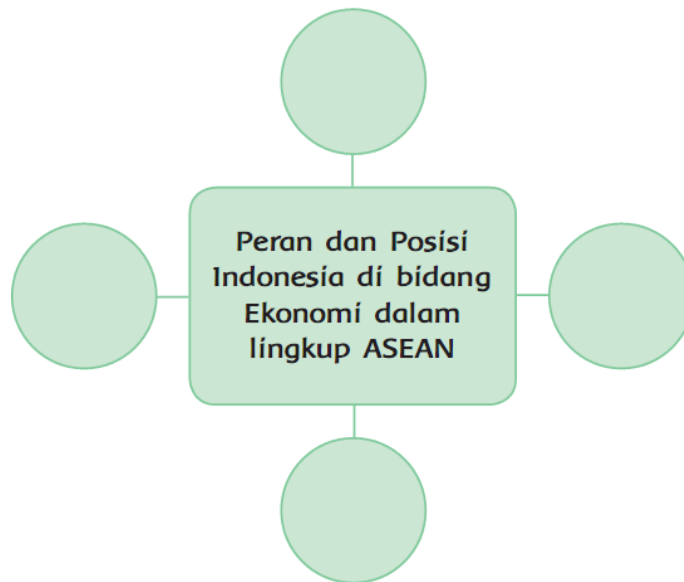 Peran dan Posisi
Indonesia di bidang
Ekonomi dalam
lingkup ASEAN